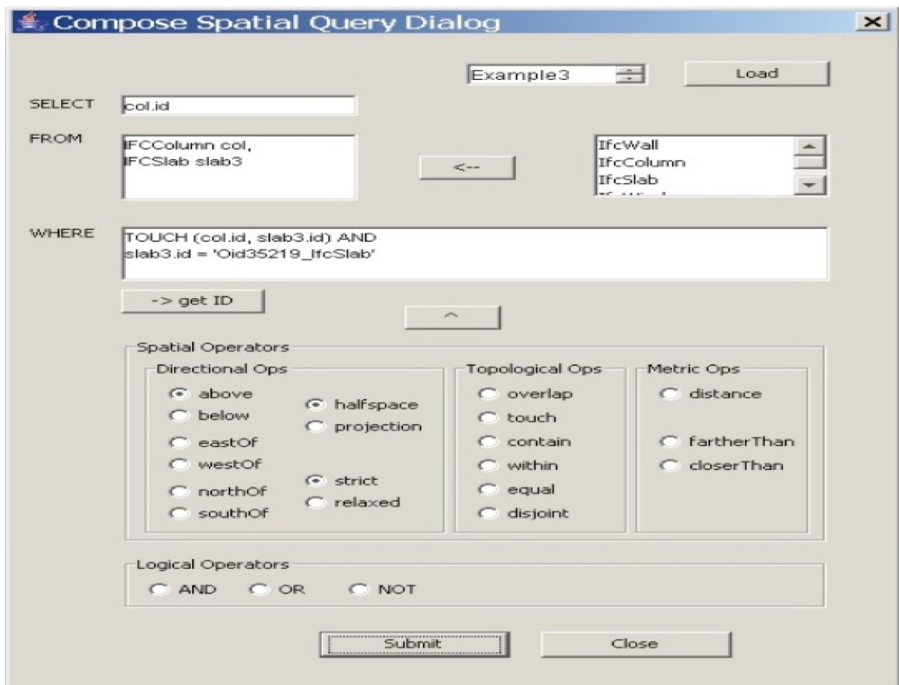 Compose Spatial Query Dialog
Example3
Load
SELECT
col.id
FROM
IFCColumn col,
IFCSlab slab3
<--
IfcWall
IfcColumn
IfcSlab
WHERE
TOUCH (col.id, slab3.id) AND
slab3.id = 'Oid35219_IfcSlab'
-> get ID
^
Spatial Operators
Directional Ops
above
below
eastOf
westOf
northOf
southOf
halfspace
projection
strict
relaxed
Topological Ops
overlap
touch
contain
within
equal
disjoint
Metric Ops
distance
fartherThan
closerThan
Logical Operators
AND OR NOT
Submit
Close